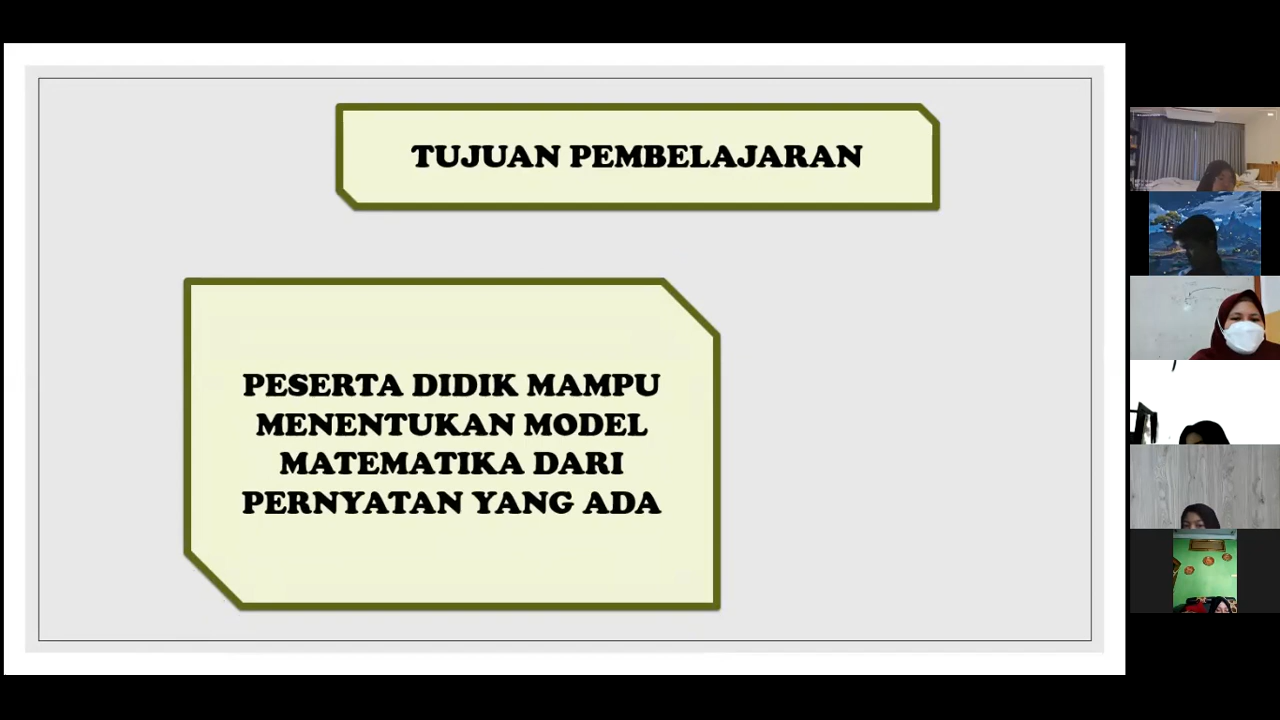 TUJUAN PEMBELAJARAN
PESERTA DIDIK MAMPU
MENENTUKAN MODEL
MATEMATIKA DARI
PERNYATAN YANG ADA